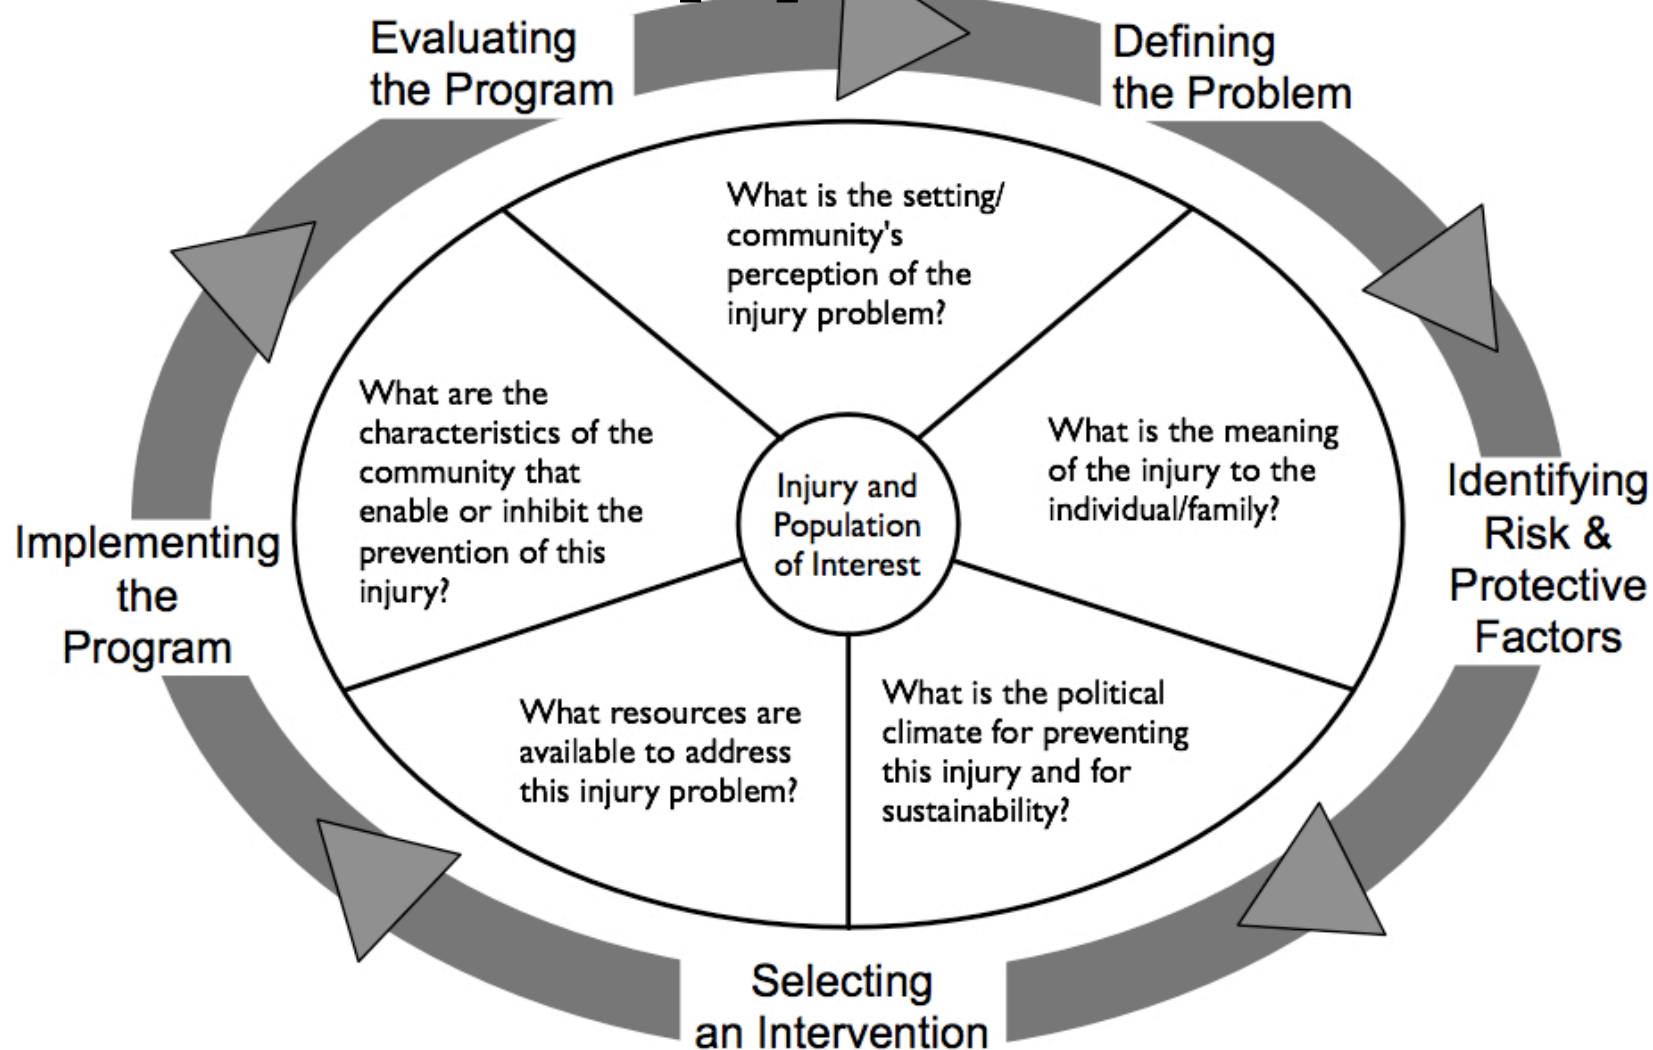 Evaluating
the Program
Defining
the Problem
What is the setting/
community's
perception of the
injury problem?
What are the
characteristics of the
community that
enable or inhibit the
prevention of this
injury?
What is the meaning
of the injury to the
individual/family?
Injury and
Population
of Interest
Identifying
Risk &
Protective
Factors
Implementing
the
Program
What resources are
available to address
this injury problem?
What is the political
climate for preventing
this injury and for
sustainability?
Selecting
an Intervention